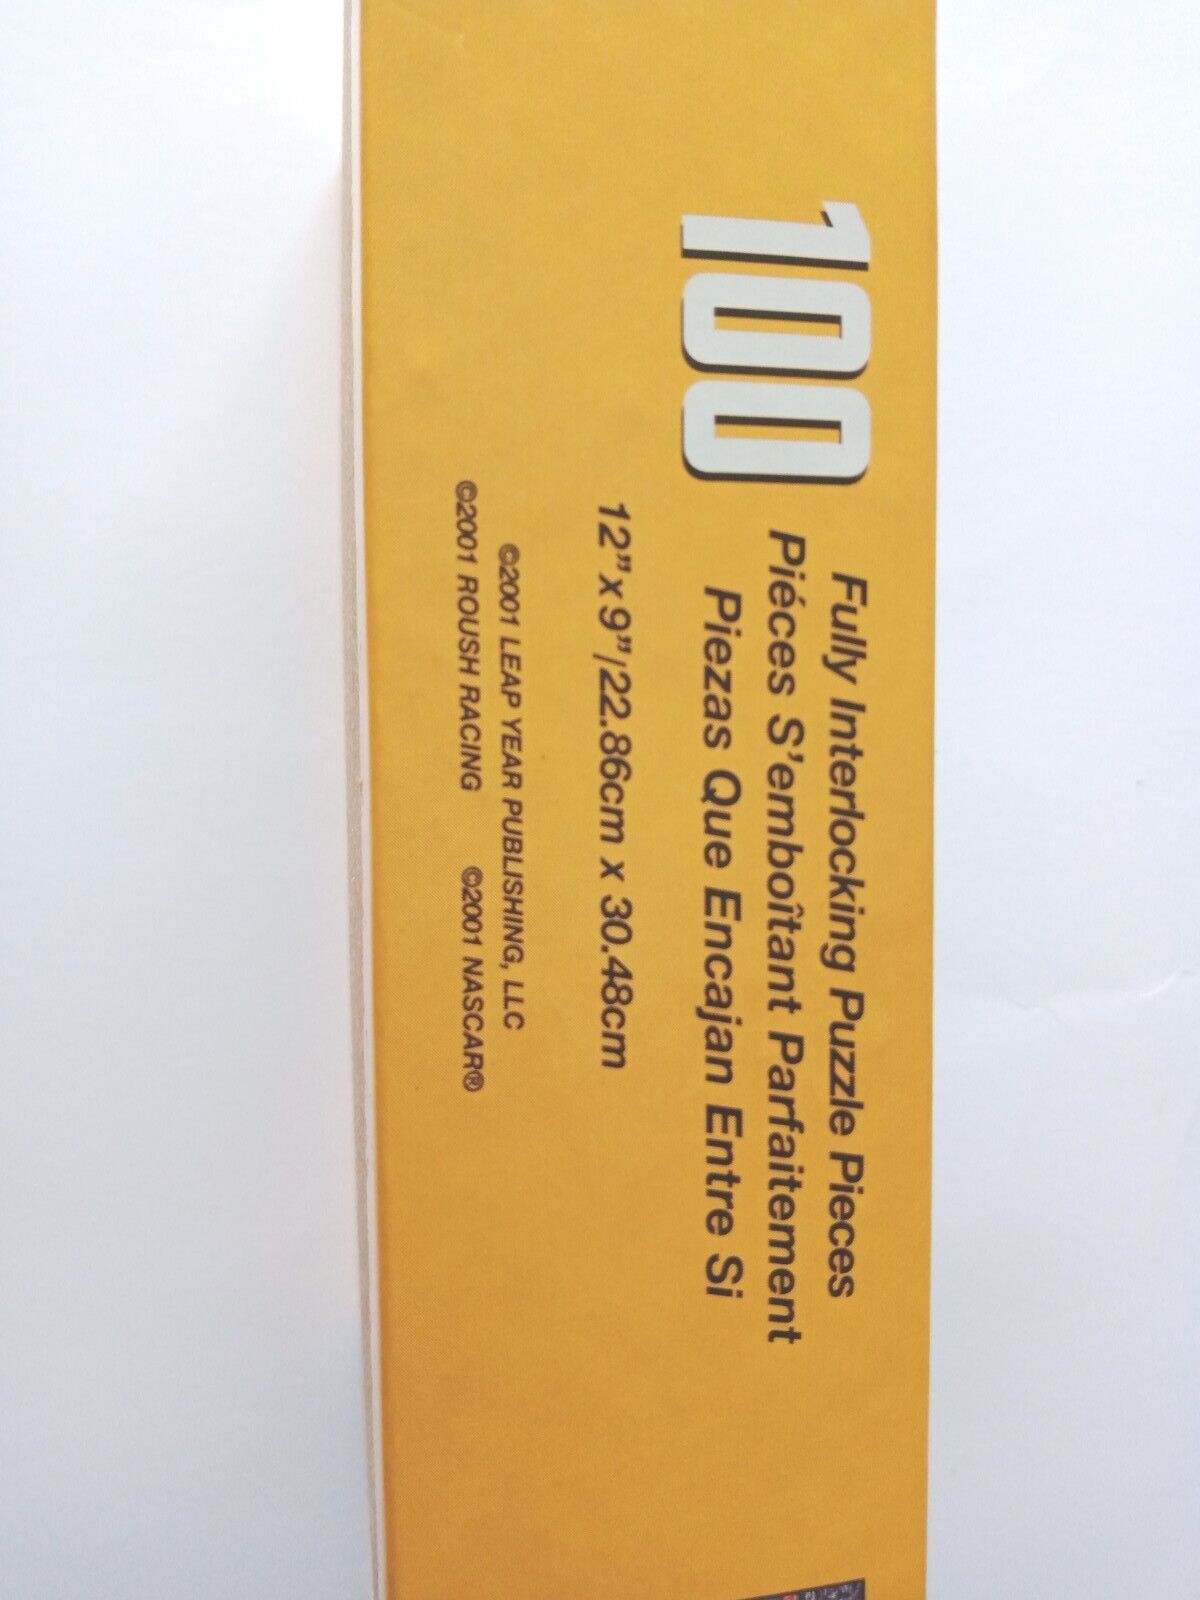 100
Fully Interlocking Puzzle Pieces
Piéces S'emboîtant Parfaitement
Piezas Que Encajan Entre Si
12” x 9”/22.86cm x 30.48cm
©2001 LEAP YEAR PUBLISHING, LLC
©2001 ROUSH RACING ©2001 NASCAR®